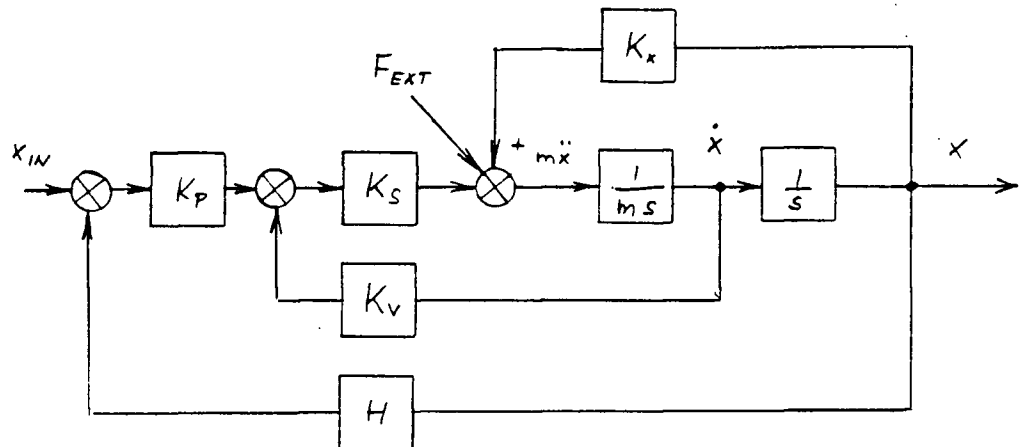 Kx
FEXT
+ mẍ
ẋ
x
xIN
KP
KS
1
ms
1
s
KV
H